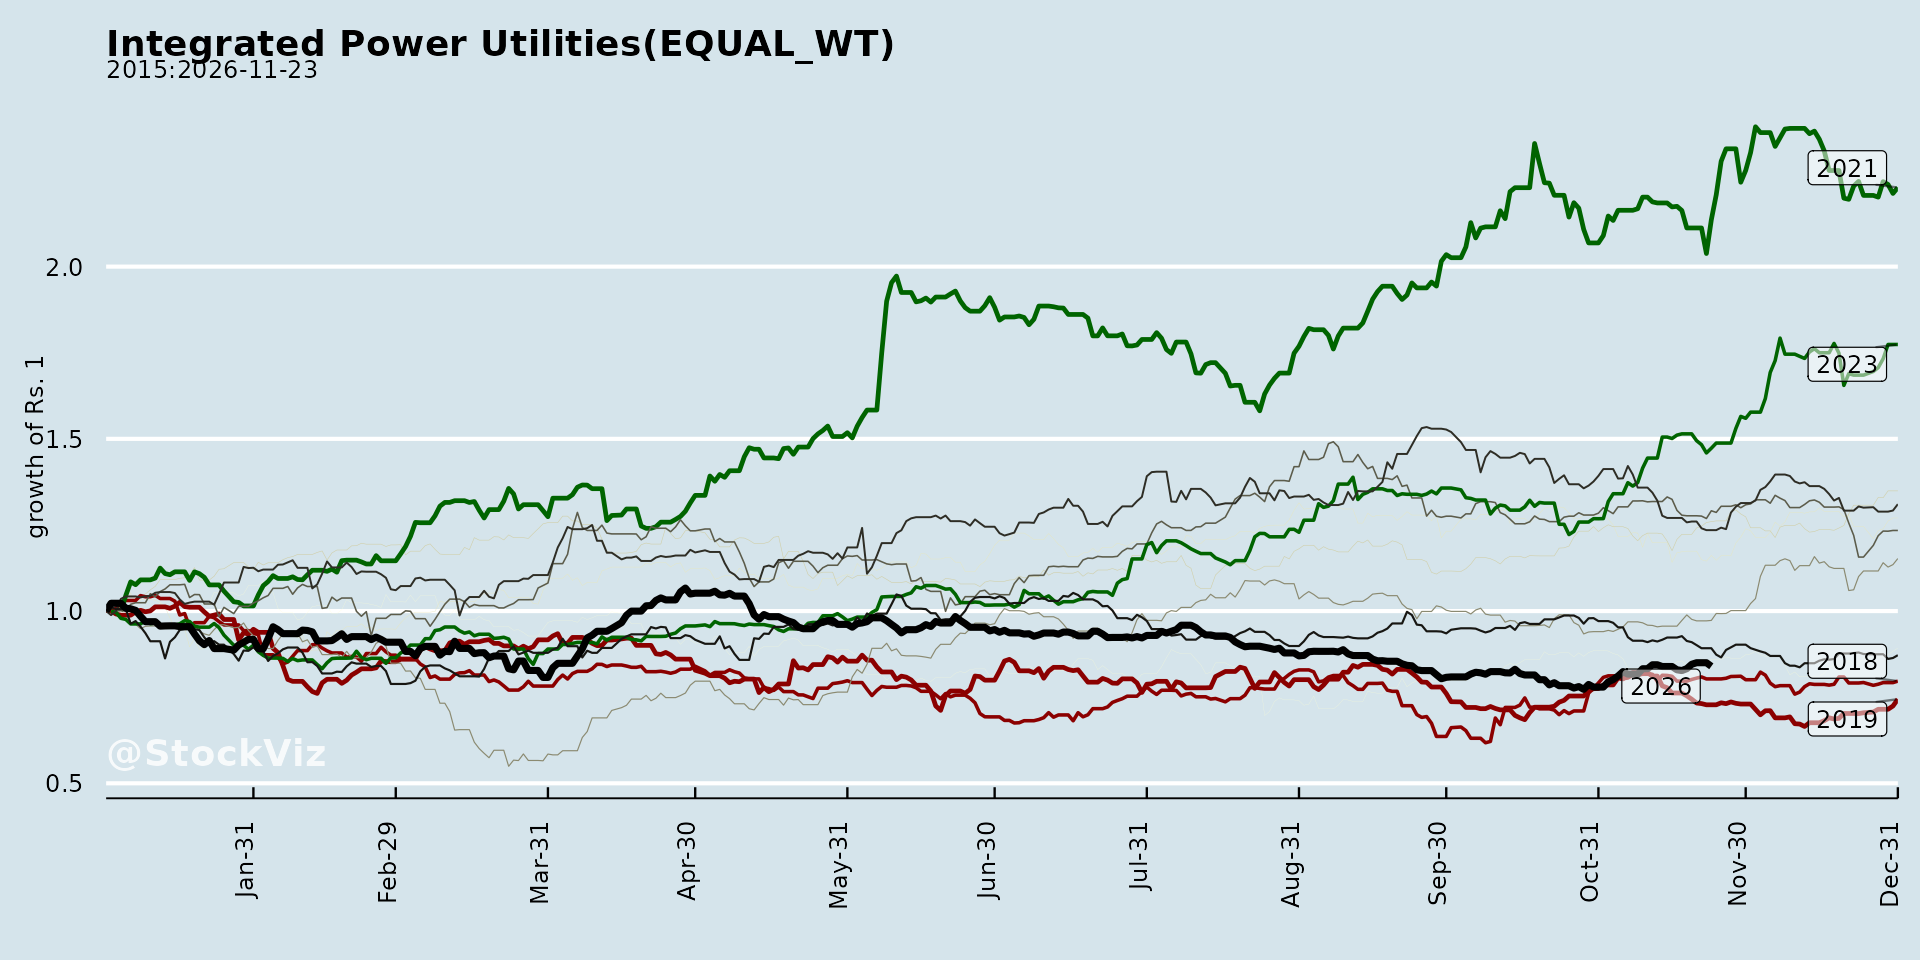 Integrated Power Utilities(EQUAL_WT)
2015:2026-11-23
growth of Rs. 1
2.0
1.5
1.0
0.5
2021
2023
2018
2026
2019
@StockViz
Jan-31
Feb-29
Mar-31
Apr-30
May-31
Jun-30
Jul-31
Aug-31
Sep-30
Oct-31
Nov-30
Dec-31